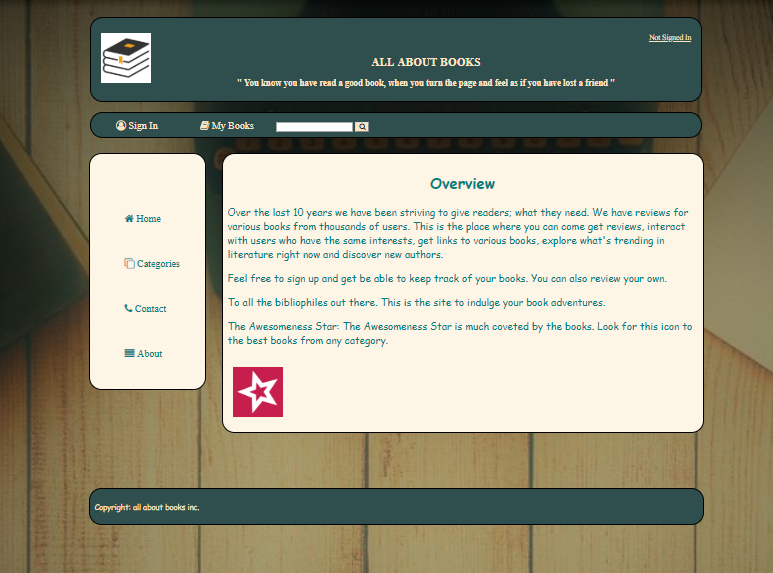 Not Signed In
ALL ABOUT BOOKS
" You know you have read a good book, when you turn the page and feel as if you have lost a friend "
Sign In
My Books
Home
Categories
Contact
About
Overview
Over the last 10 years we have been striving to give readers; what they need. We have reviews for
various books from thousands of users. This is the place where you can come get reviews, interact
with users who have the same interests, get links to various books, explore what's trending in
literature right now and discover new authors.
Feel free to sign up and get be able to keep track of your books. You can also review your own.
To all the bibliophiles out there. This is the site to indulge your book adventures.
The Awesomeness Star: The Awesomeness Star is much coveted by the books. Look for this icon to
the best books from any category.
Copyright: all about books inc.